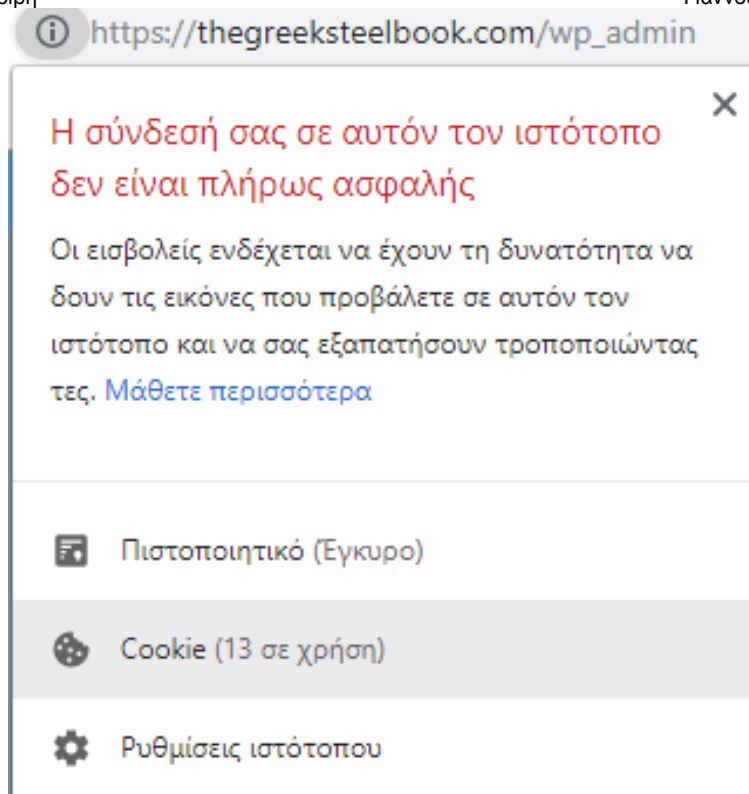 https://thegreeksteelbook.com/wp_admin
Η σύνδεσή σας σε αυτόν τον ιστότοπο
δεν είναι πλήρως ασφαλής
Οι εισβολείς ενδέχεται να έχουν τη δυνατότητα να
δουν τις εικόνες που προβάλετε σε αυτόν τον
ιστότοπο και να σας εξαπατήσουν τροποποιώντας
τες. Μάθετε περισσότερα
Πιστοποιητικό (Έγκυρο)
Cookie (13 σε χρήση)
Ρυθμίσεις ιστότοπου